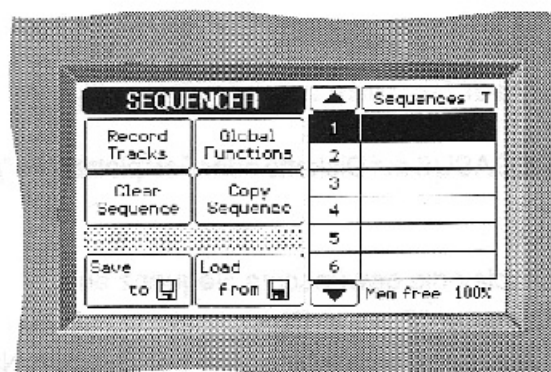 SEQUENCER
Record Tracks
Global Functions
Clear Sequence
Copy Sequence
Save to
Load from
Sequences T
1
2
3
4
5
6
Mem free 100%